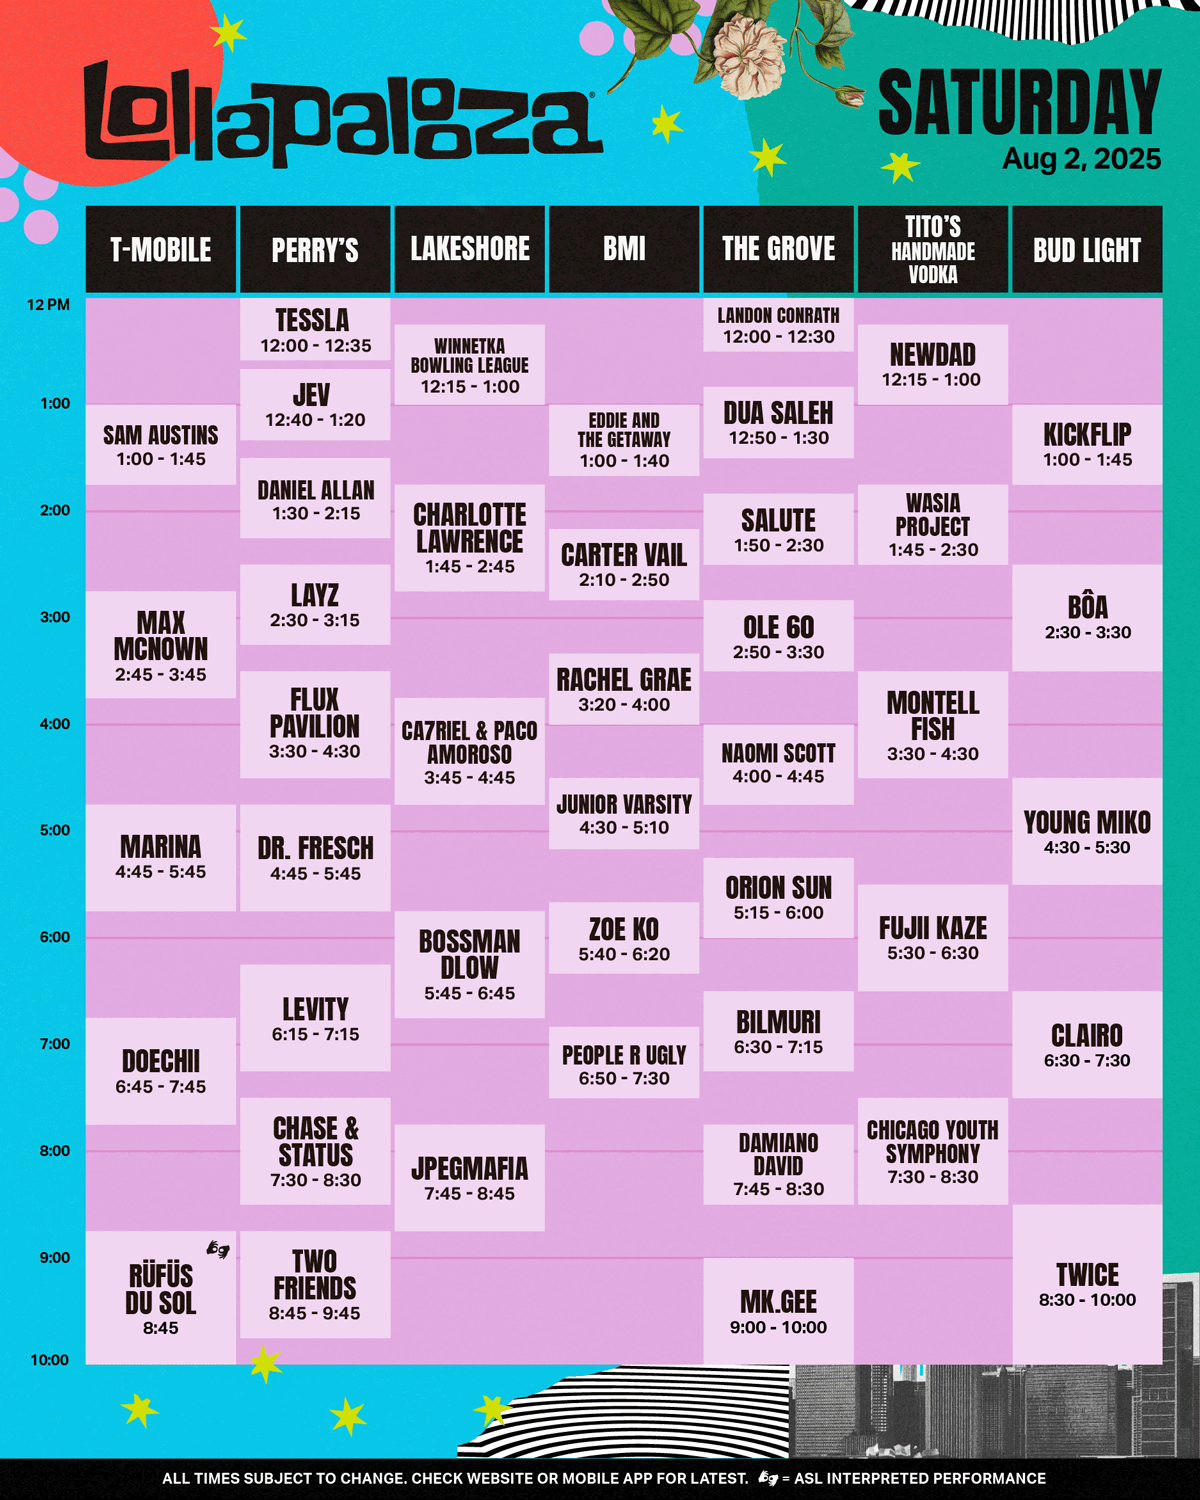 Lollapalooza®
SATURDAY
Aug 2, 2025
T-MOBILE
PERRY'S
LAKESHORE
BMI
THE GROVE
TITO'S
HANDMADE
VODKA
BUD LIGHT
12 PM
1:00
2:00
3:00
4:00
5:00
6:00
7:00
8:00
9:00
10:00
SAM AUSTINS
1:00 - 1:45
MAX
MCNOWN
2:45 - 3:45
MARINA
4:45 - 5:45
DOECHII
6:45 - 7:45
RÜFÜS
DU SOL
8:45
TESSLA
12:00 - 12:35
JEV
12:40 - 1:20
DANIEL ALLAN
1:30 - 2:15
LAYZ
2:30 - 3:15
FLUX
PAVILION
3:30 - 4:30
DR. FRESCH
4:45 - 5:45
LEVITY
6:15 - 7:15
CHASE &
STATUS
7:30 - 8:30
TWO
FRIENDS
8:45 - 9:45
WINNETKA
BOWLING LEAGUE
12:15 - 1:00
CHARLOTTE
LAWRENCE
1:45 - 2:45
CA7RIEL & PACO
AMOROSO
3:45 - 4:45
BOSSMAN
DLOW
5:45 - 6:45
JPEGMAFIA
7:45 - 8:45
EDDIE AND
THE GETAWAY
1:00 - 1:40
CARTER VAIL
2:10 - 2:50
RACHEL GRAE
3:20 - 4:00
JUNIOR VARSITY
4:30 - 5:10
ZOE KO
5:40 - 6:20
PEOPLE R UGLY
6:50 - 7:30
LANDON CONRATH
12:00 - 12:30
DUA SALEH
12:50 - 1:30
SALUTE
1:50 - 2:30
OLE 60
2:50 - 3:30
NAOMI SCOTT
4:00 - 4:45
ORION SUN
5:15 - 6:00
BILMURI
6:30 - 7:15
DAMIANO
DAVID
7:45 - 8:30
MK.GEE
9:00 - 10:00
NEWDAD
12:15 - 1:00
WASIA
PROJECT
1:45 - 2:30
MONTELL
FISH
3:30 - 4:30
FUJII KAZE
5:30 - 6:30
CHICAGO YOUTH
SYMPHONY
7:30 - 8:30
KICKFLIP
1:00 - 1:45
BÔA
2:30 - 3:30
YOUNG MIKO
4:30 - 5:30
CLAIRO
6:30 - 7:30
TWICE
8:30 - 10:00
ALL TIMES SUBJECT TO CHANGE. CHECK WEBSITE OR MOBILE APP FOR LATEST. = ASL INTERPRETED PERFORMANCE